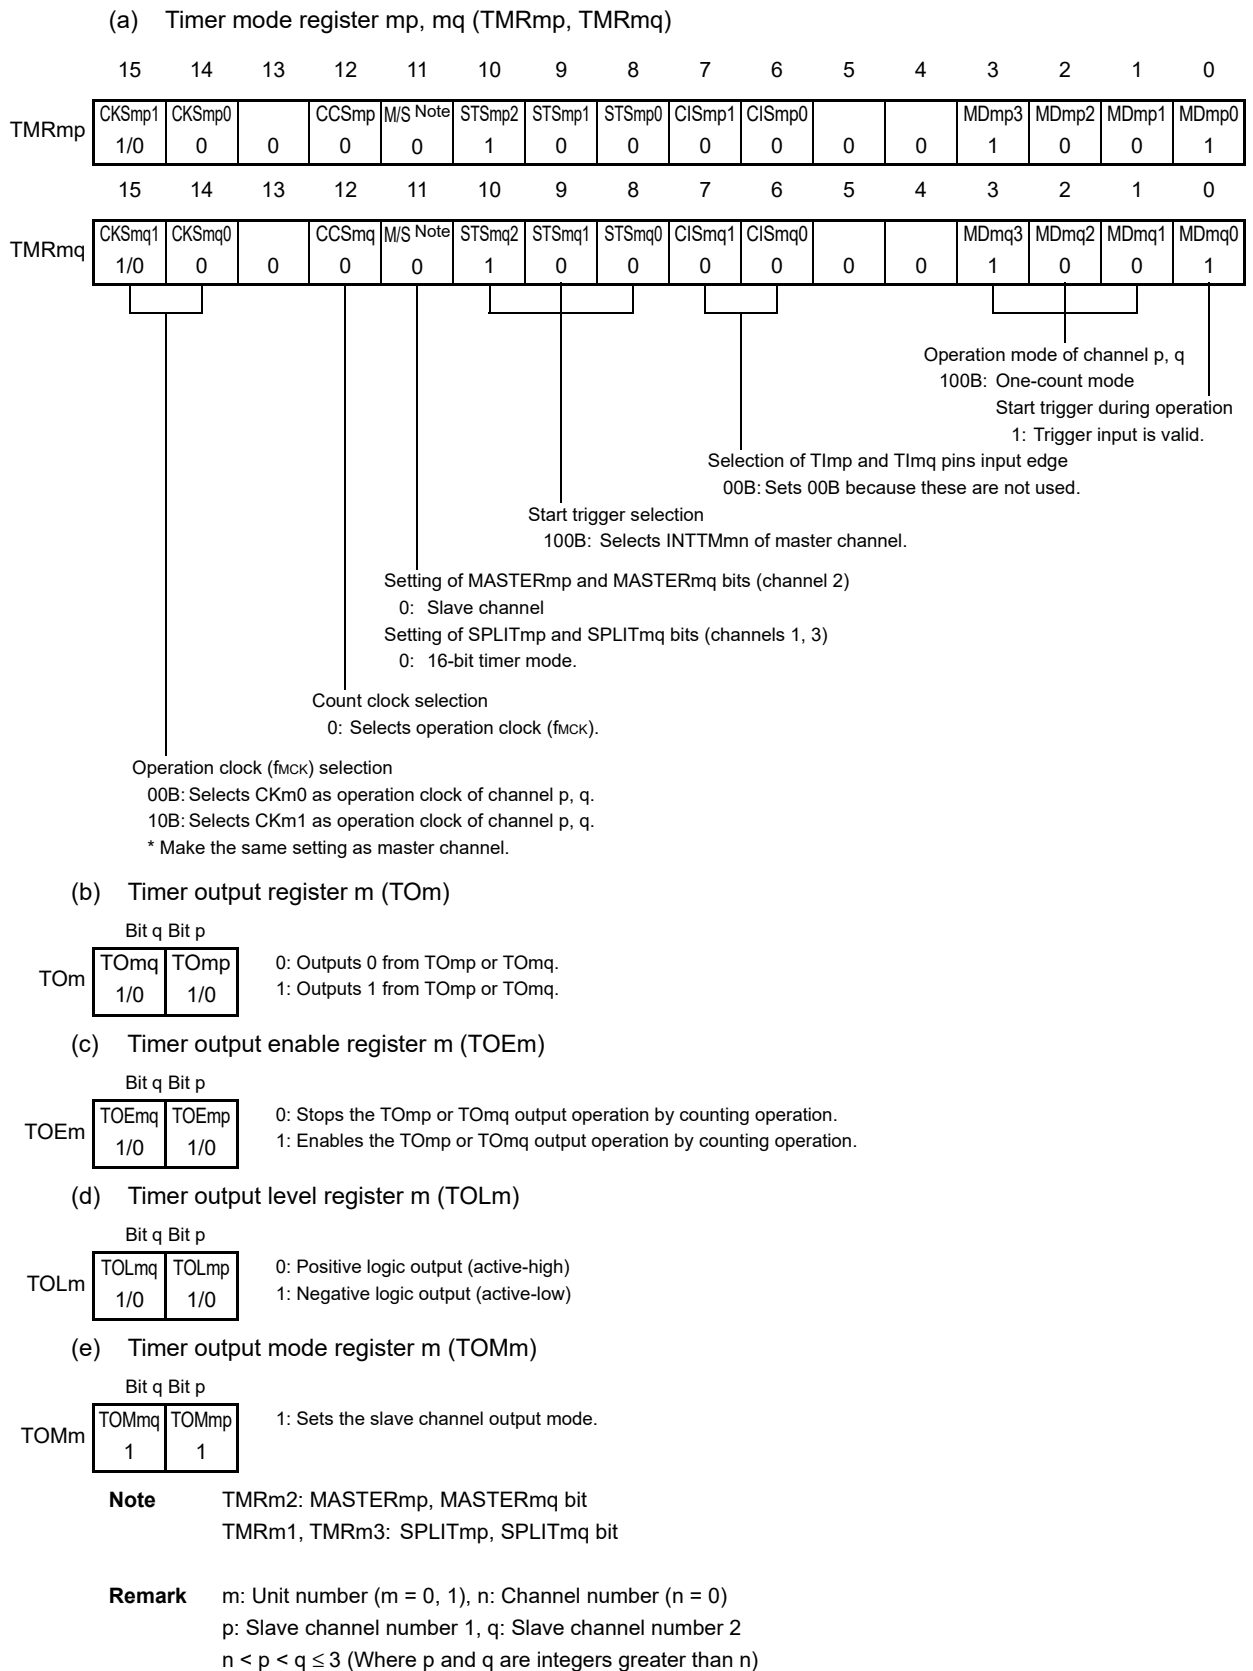 (a) Timer mode register mp, mq (TMRmp, TMRmq)
15 14 13 12 11 10 9 8 7 6 5 4 3 2 1 0
TMRmp CKSmp1 CKSmp0 CCSmp M/S Note STSmp2 STSmp1 STSmp0 CISmp1 CISmp0 MDmp3 MDmp2 MDmp1 MDmp0
1/0 0 0 0 0 1 0 0 0 0 0 0 1 0 0 1
15 14 13 12 11 10 9 8 7 6 5 4 3 2 1 0
TMRmq CKSmq1 CKSmq0 CCSmq M/S Note STSmq2 STSmq1 STSmq0 CISmq1 CISmq0 MDmq3 MDmq2 MDmq1 MDmq0
1/0 0 0 0 0 1 0 0 0 0 0 0 1 0 0 1
Operation mode of channel p, q
100B: One-count mode
Start trigger during operation
1: Trigger input is valid.
Selection of TImp and TImq pins input edge
00B: Sets 00B because these are not used.
Start trigger selection
100B: Selects INTTMmn of master channel.
Setting of MASTERmp and MASTERmq bits (channel 2)
0: Slave channel
Setting of SPLITmp and SPLITmq bits (channels 1, 3)
0: 16-bit timer mode.
Count clock selection
0: Selects operation clock (fMCK).
Operation clock (fMCK) selection
00B: Selects CKm0 as operation clock of channel p, q.
10B: Selects CKm1 as operation clock of channel p, q.
* Make the same setting as master channel.
(b) Timer output register m (TOm)
Bit q Bit p
TOm TOmq TOmp
1/0 1/0
0: Outputs 0 from TOmp or TOmq.
1: Outputs 1 from TOmp or TOmq.
(c) Timer output enable register m (TOEm)
Bit q Bit p
TOEm TOEmq TOEmp
1/0 1/0
0: Stops the TOmp or TOmq output operation by counting operation.
1: Enables the TOmp or TOmq output operation by counting operation.
(d) Timer output level register m (TOLm)
Bit q Bit p
TOLm TOLmq TOLmp
1/0 1/0
0: Positive logic output (active-high)
1: Negative logic output (active-low)
(e) Timer output mode register m (TOMm)
Bit q Bit p
TOMm TOMmq TOMmp
1 1
1: Sets the slave channel output mode.
Note TMRm2: MASTERmp, MASTERmq bit
TMRm1, TMRm3: SPLITmp, SPLITmq bit
Remark m: Unit number (m = 0, 1), n: Channel number (n = 0)
p: Slave channel number 1, q: Slave channel number 2
n < p < q ≤ 3 (Where p and q are integers greater than n)